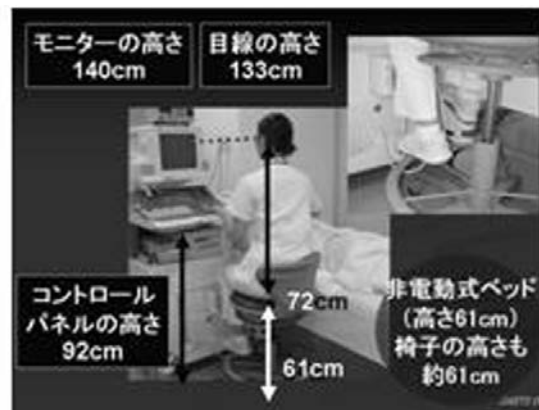 モニターの高さ
140cm
目線の高さ
133cm
コントロール
パネルの高さ
92cm
72cm
61cm
非電動式ベッド
(高さ61cm)
椅子の高さも
約61cm